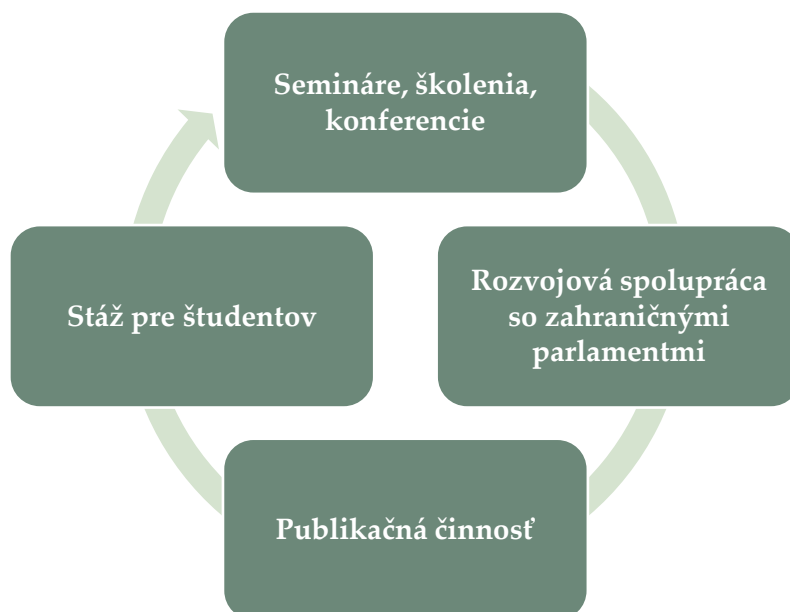 Semináre, školenia,
konferencie
Rozvojová spolupráca
so zahraničnými
parlamentmi
Publikačná činnosť
Stáž pre študentov